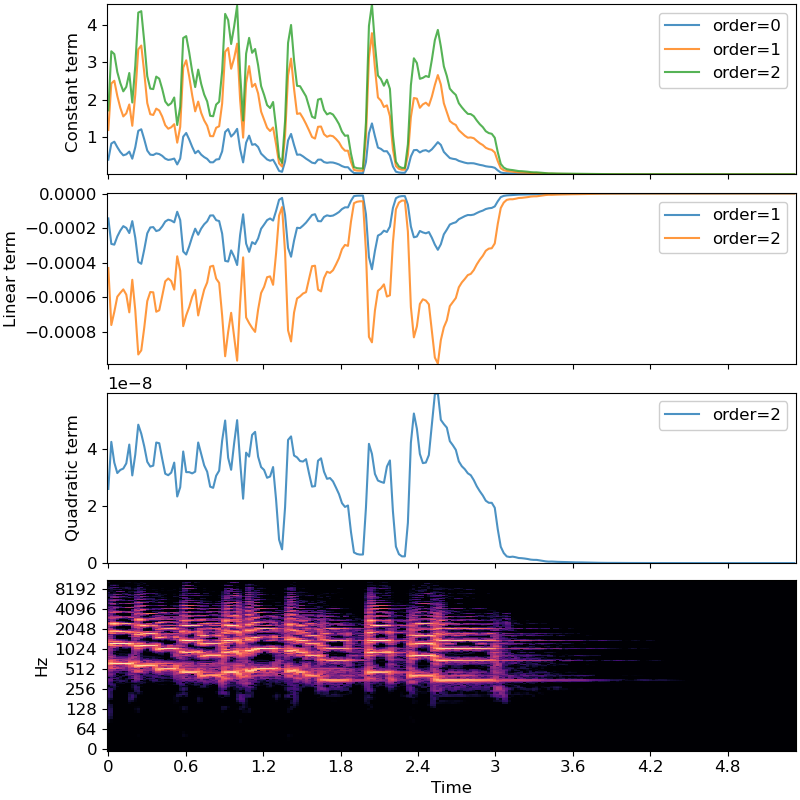 4
3
2
1
Constant term
order=0
order=1
order=2
0.0000
−0.0002
−0.0004
−0.0006
−0.0008
Linear term
order=1
order=2
1e−8
4
2
0
Quadratic term
order=2
8192
4096
2048
1024
512
256
128
64
0
Hz
0 0.6 1.2 1.8 2.4 3 3.6 4.2 4.8
Time